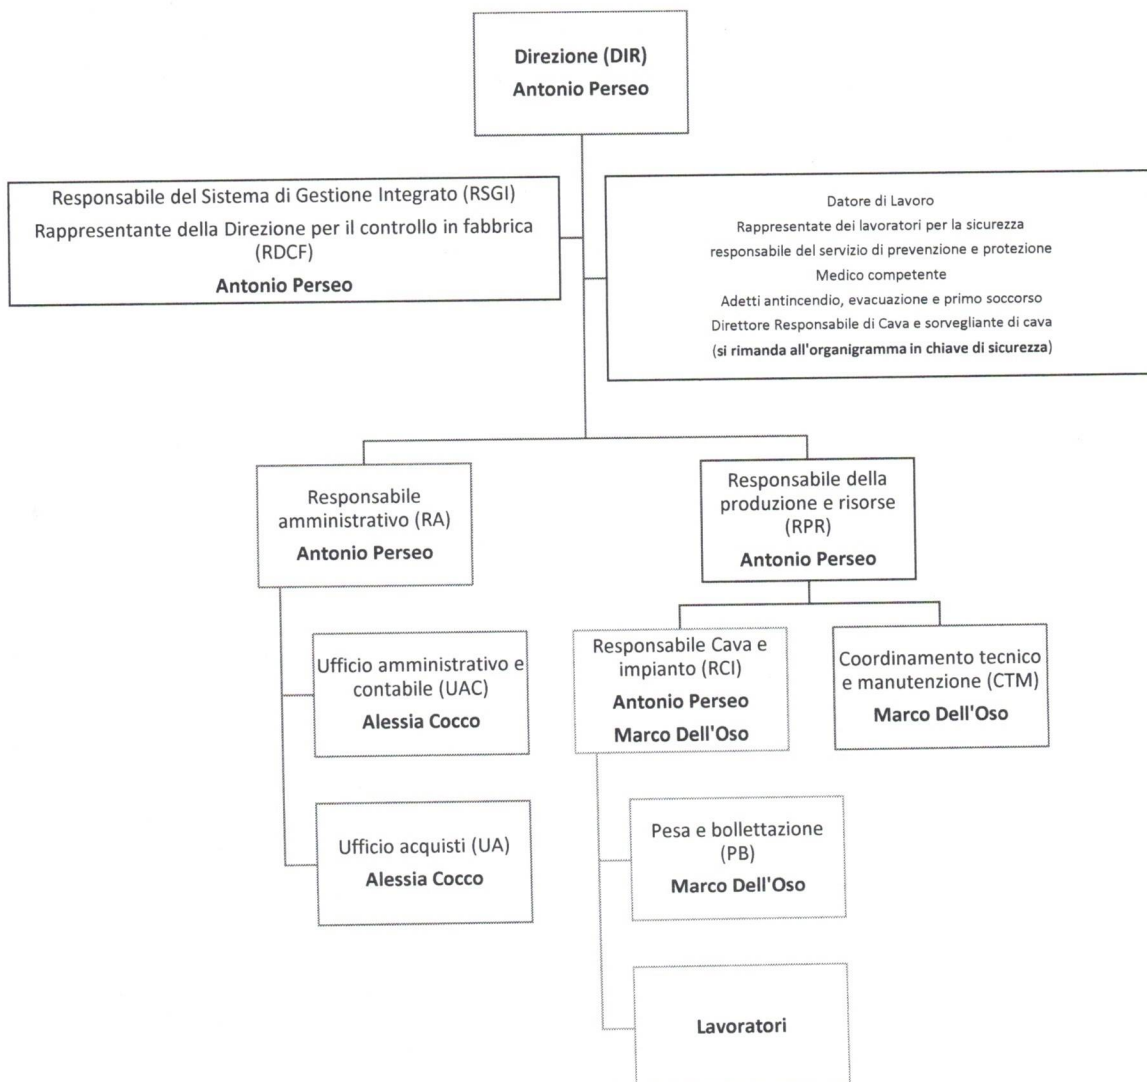 Direzione (DIR)
Antonio Perseo
Responsabile del Sistema di Gestione Integrato (RSGI)
Rappresentante della Direzione per il controllo in fabbrica
(RDCF)
Antonio Perseo
Datore di Lavoro
Rappresentate dei lavoratori per la sicurezza
responsabile del servizio di prevenzione e protezione
Medico competente
Adetti antincendio, evacuazione e primo soccorso
Direttore Responsabile di Cava e sorvegliante di cava
(si rimanda all'organigramma in chiave di sicurezza)
Responsabile
amministrativo (RA)
Antonio Perseo
Responsabile della
produzione e risorse
(RPR)
Antonio Perseo
Ufficio amministrativo e
contabile (UAC)
Alessia Cocco
Responsabile Cava e
impianto (RCI)
Antonio Perseo
Marco Dell'Oso
Coordinamento tecnico
e manutenzione (CTM)
Marco Dell'Oso
Ufficio acquisti (UA)
Alessia Cocco
Pesa e bollettazione
(PB)
Marco Dell'Oso
Lavoratori